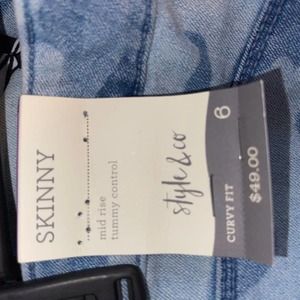 SKINNY
mid rise
tummy control
style&co
6
CURVY FIT
$49.00